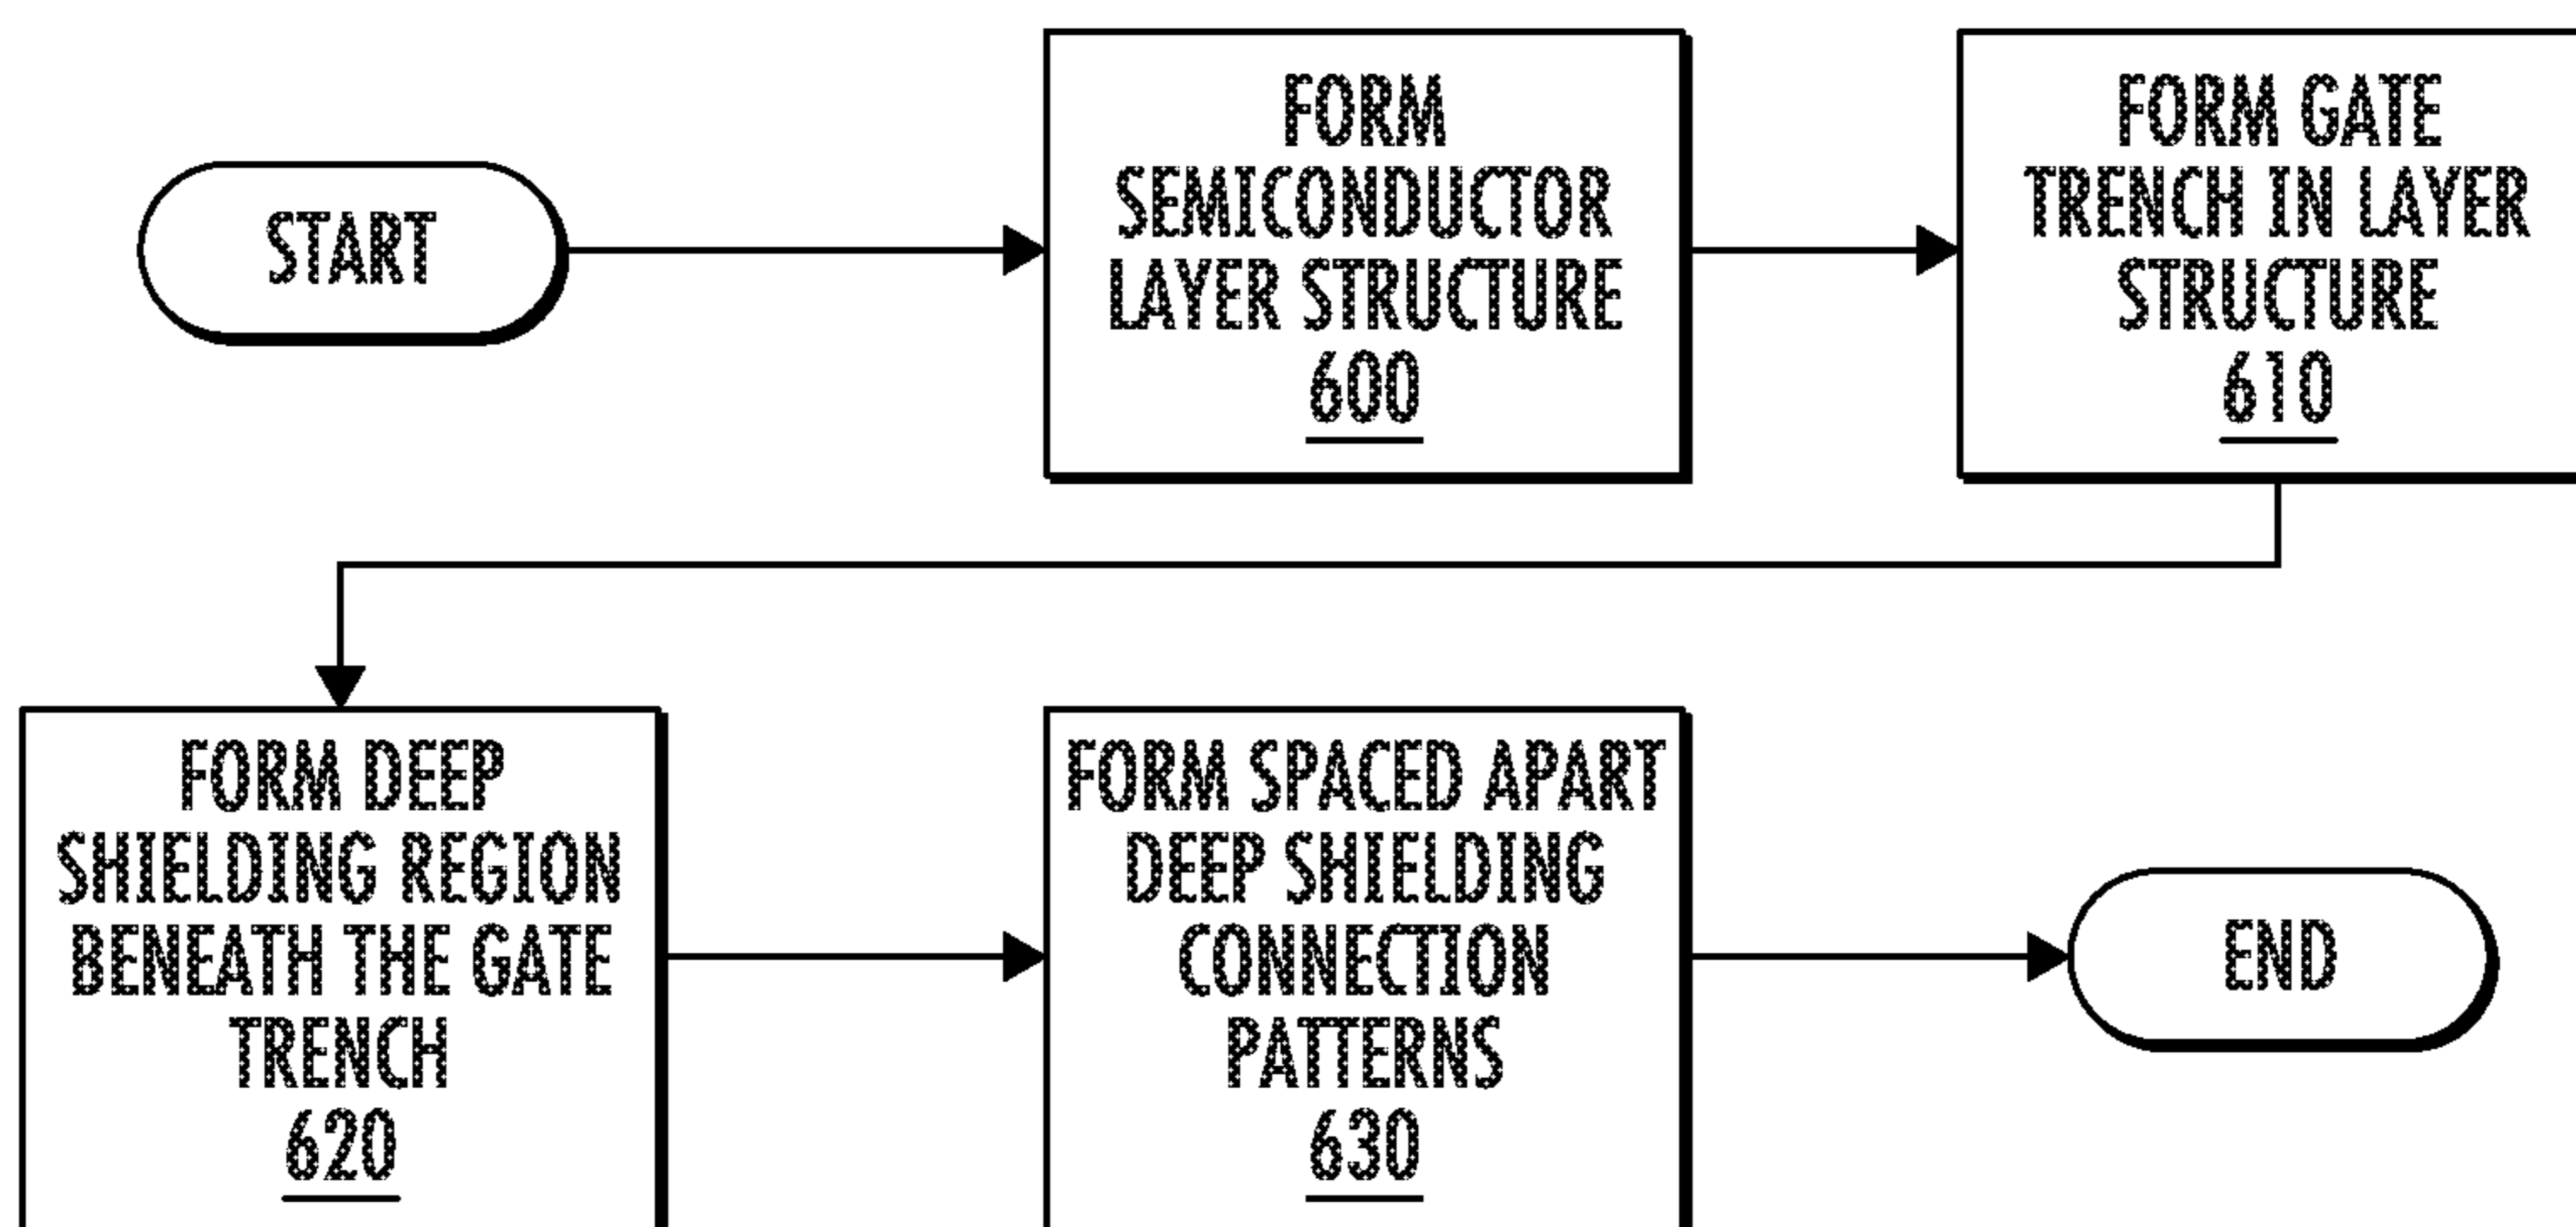 START
FORM
SEMICONDUCTOR
LAYER STRUCTURE
600
FORM GATE
TRENCH IN LAYER
STRUCTURE
610
FORM DEEP
SHIELDING REGION
BENEATH THE GATE
TRENCH
620
FORM SPACED APART
DEEP SHIELDING
CONNECTION
PATTERNS
630
END